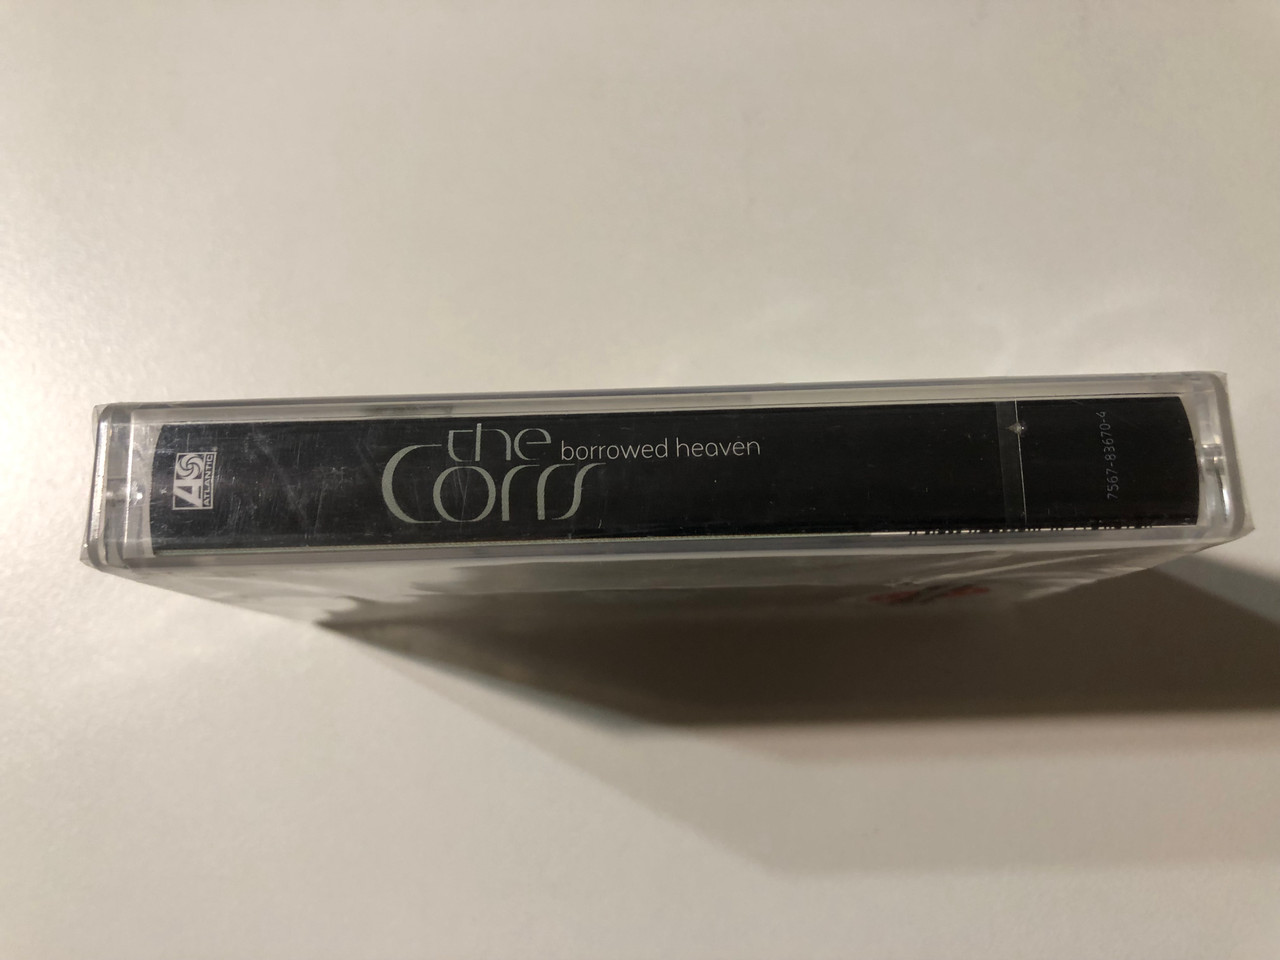 ATLANTIC
the
Corrs
borrowed heaven
7567-83670-4